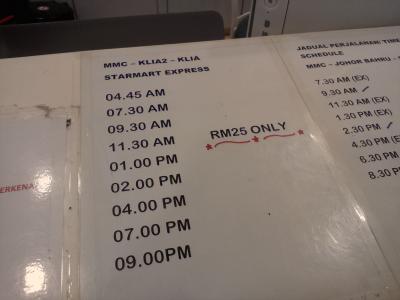 MMC - KLIA2 - KLIA
STARMART EXPRESS
04.45 AM
07.30 AM
09.30 AM
11.30 AM
01.00 PM
02.00 PM
04.00 PM
07.00 PM
09.00PM
RM25 ONLY
JADUAL PERJALANAN TIME
SCHEDULE
MMC - JOHOR BAHRU -
7.30 AM (EX)
9.30 AM
11.30 AM (EX)
1.30 PM (EX)
2.30 PM
4.30 PM (E
6.30 PM
8.30 P
ERKENA